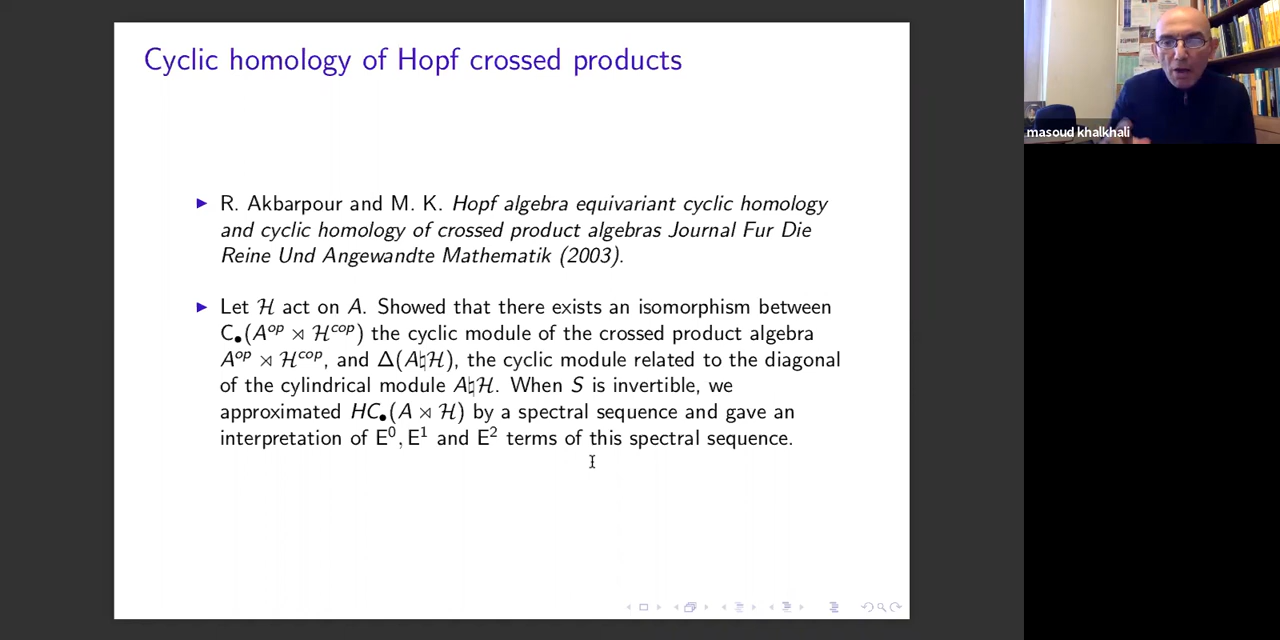 Cyclic homology of Hopf crossed products
R. Akbarpour and M. K. Hopf algebra equivariant cyclic homology
and cyclic homology of crossed product algebras Journal Fur Die
Reine Und Angewandte Mathematik (2003).
Let ℋ act on A. Showed that there exists an isomorphism between
C•(A^op ⋊ ℋ^cop) the cyclic module of the crossed product algebra
A^op ⋊ ℋ^cop, and Δ(A♮ℋ), the cyclic module related to the diagonal
of the cylindrical module A♮ℋ. When S is invertible, we
approximated HC•(A ⋊ ℋ) by a spectral sequence and gave an
interpretation of E⁰, E¹ and E² terms of this spectral sequence.
masoud khalkhali